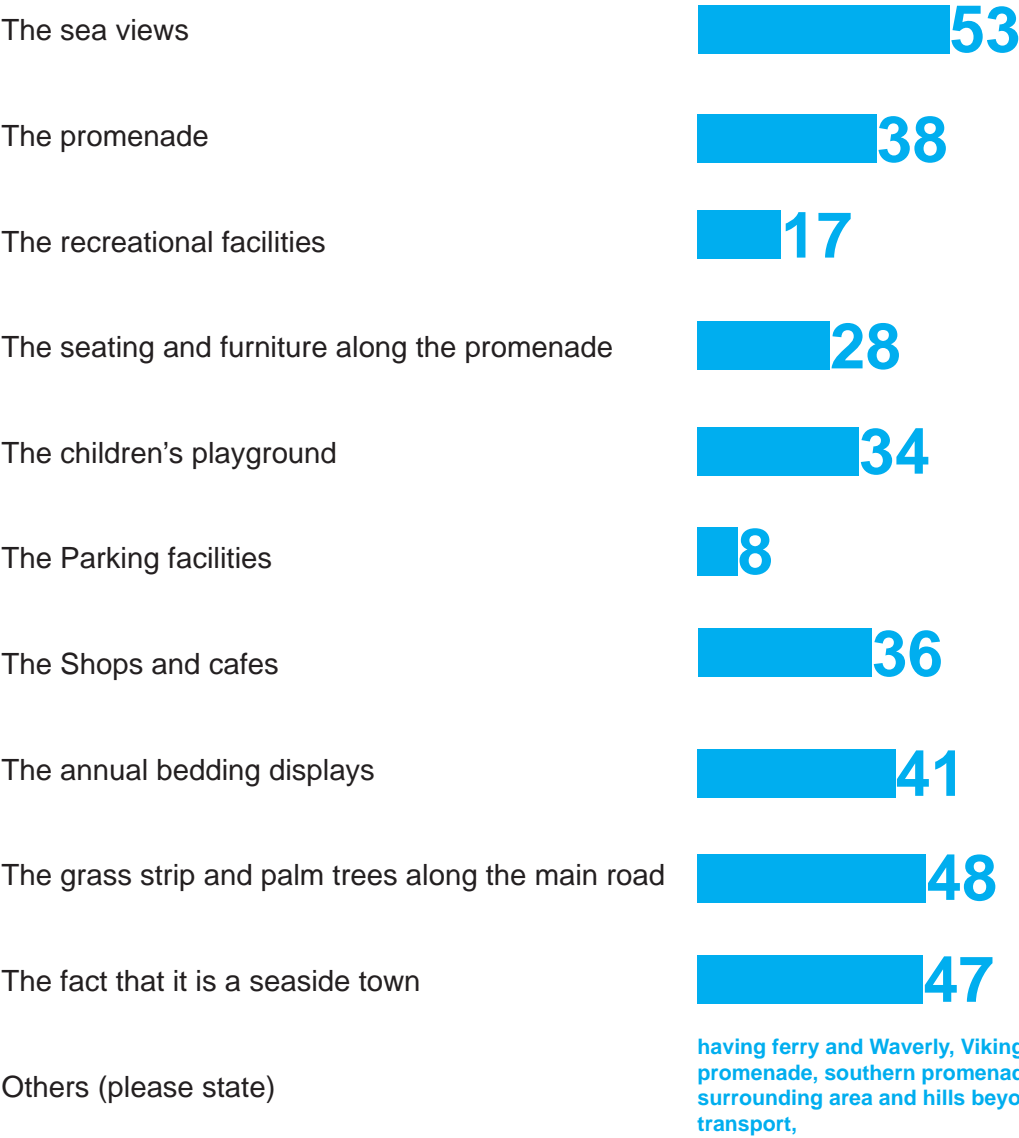 The sea views 53
The promenade 38
The recreational facilities 17
The seating and furniture along the promenade 28
The children's playground 34
The Parking facilities 8
The Shops and cafes 36
The annual bedding displays 41
The grass strip and palm trees along the main road 48
The fact that it is a seaside town 47
Others (please state)
having ferry and Waverly,
promenade, southern
surrounding area and hills
transport,